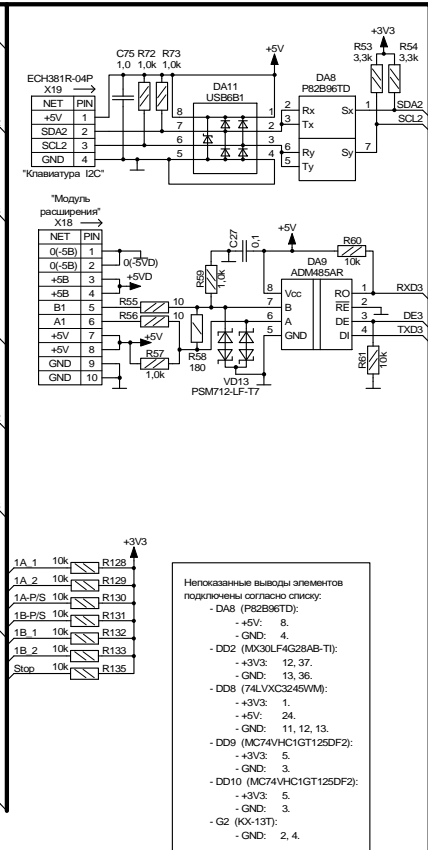 ECH381R-04P
X19
NET PIN
+5V 1
SDA2 2
SCL2 3
GND 4
"Клавиатура I2C"
C75 R72 R73
1,0 1,0k 1,0k
+5V
DA11
USB6B1
8 1
7 2
6 3
5 4
DA8
P82B96TD
2 Rx Sx 1
3 Tx
6 Ry Sy 7
5 Ty
+3V3
R53 R54
3,3k 3,3k
SDA2
SCL2
"Модуль
расширения"
X18
NET PIN
0(-5B) 1
0(-5B) 2
+5B 3
+5B 4
B1 5
A1 6
+5V 7
+5V 8
GND 9
GND 10
0(-5VD)
+5VD
R55 10
R56 10
+5V
R57
1,0k
R59
1,0k
C27
0,1
+5V
R58
180
VD13
PSM712-LF-T7
DA9
ADM485AR
8 Vcc RO 1
7 B RE 2
6 A DE 3
5 GND DI 4
R60
10k
R61
10k
RXD3
DE3
TXD3
+3V3
1A_1 10k R128
1A_2 10k R129
1A-P/S 10k R130
1B-P/S 10k R131
1B_1 10k R132
1B_2 10k R133
Stop 10k R135
Непоказанные выводы элементов
подключены согласно списку:
- DA8 (P82B96TD):
- +5V: 8.
- GND: 4.
- DD2 (MX30LF4G28AB-TI):
- +3V3: 12, 37.
- GND: 13, 36.
- DD8 (74LVXC3245WM):
- +3V3: 1.
- +5V: 24.
- GND: 11, 12, 13.
- DD9 (MC74VHC1GT125DF2):
- +3V3: 5.
- GND: 3.
- DD10 (MC74VHC1GT125DF2):
- +3V3: 5.
- GND: 3.
- G2 (KX-13T):
- GND: 2, 4.